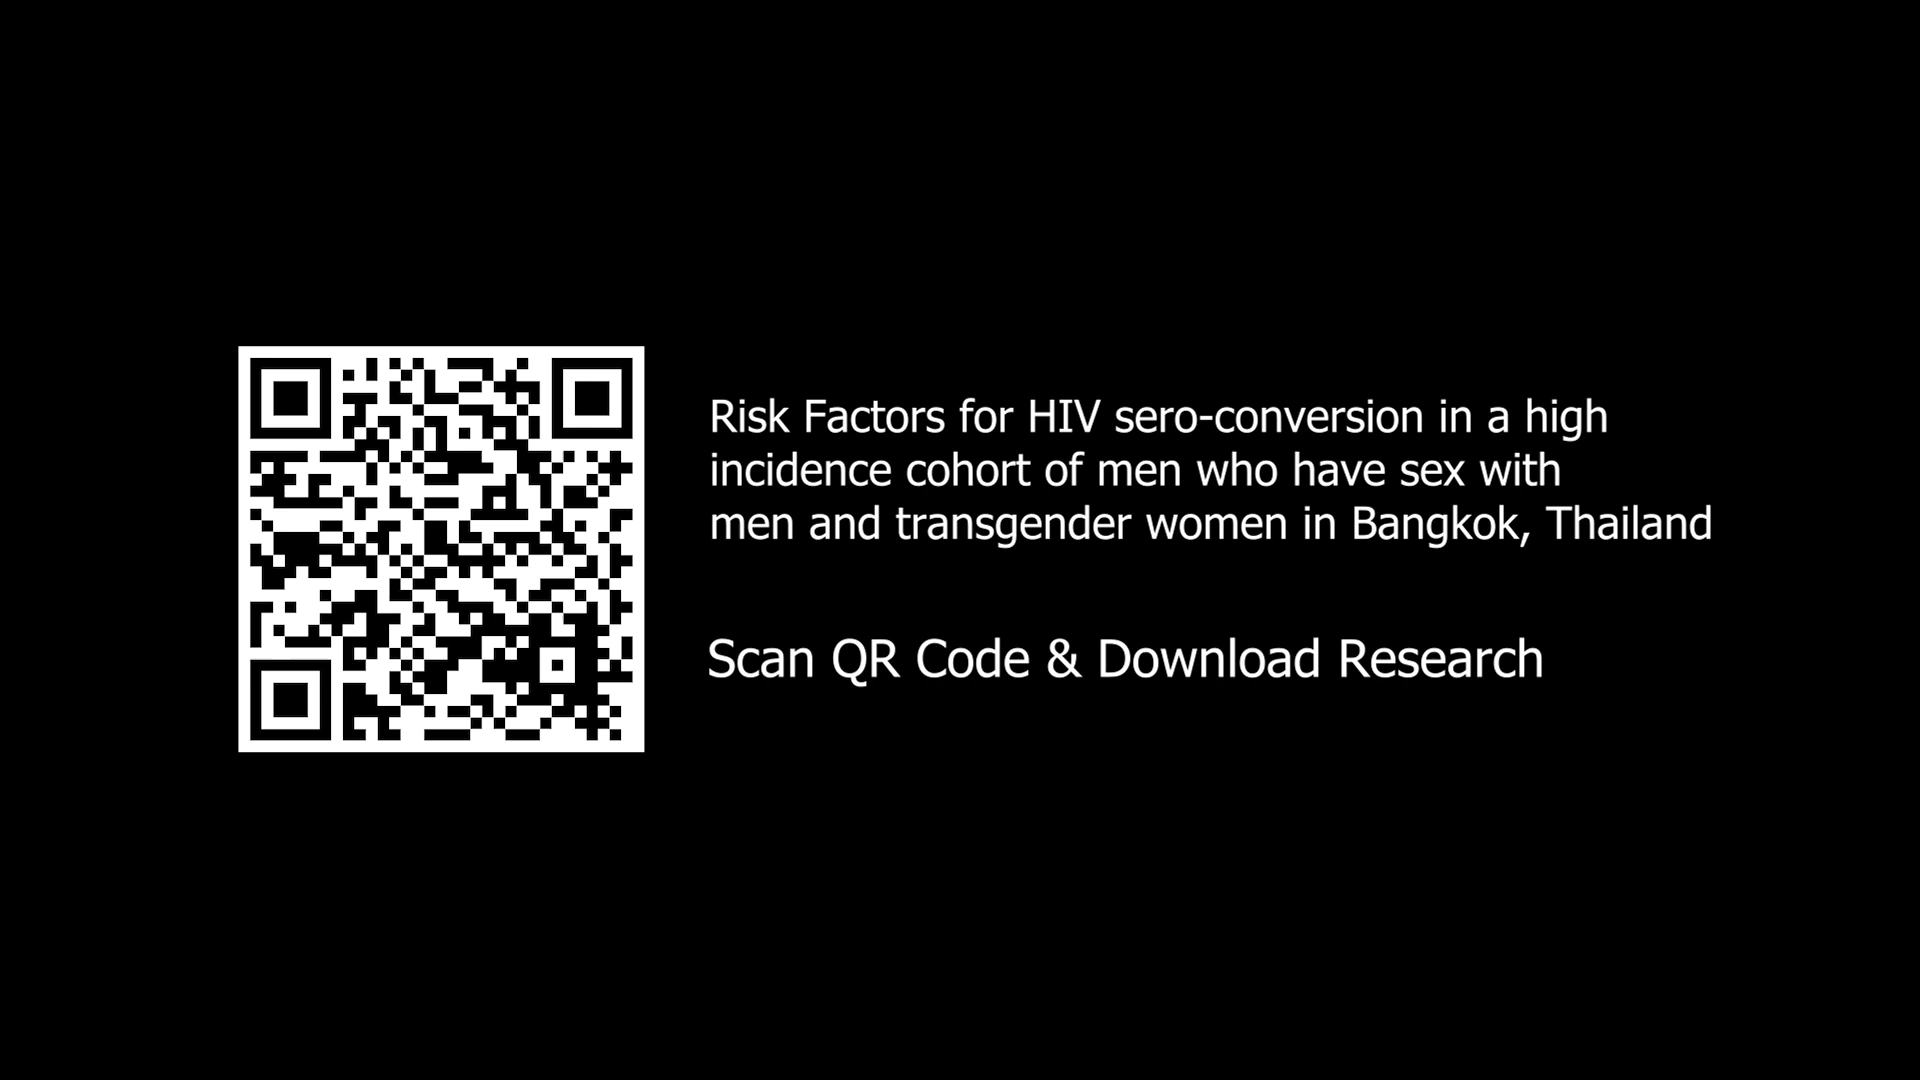 Risk Factors for HIV sero-conversion in a high
incidence cohort of men who have sex with
men and transgender women in Bangkok, Thailand
Scan QR Code & Download Research